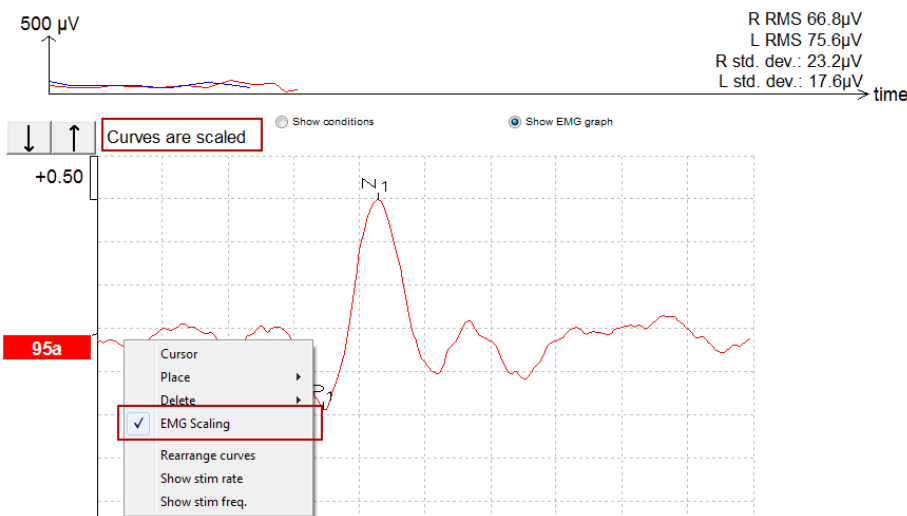 500 µV
R RMS 66.8µV
L RMS 75.6µV
R std. dev.: 23.2µV
L std. dev.: 17.6µV
time
Show conditions
Show EMG graph
Curves are scaled
+0.50
N1
95a
Cursor
Place
Delete
P1
EMG Scaling
Rearrange curves
Show stim rate
Show stim freq.